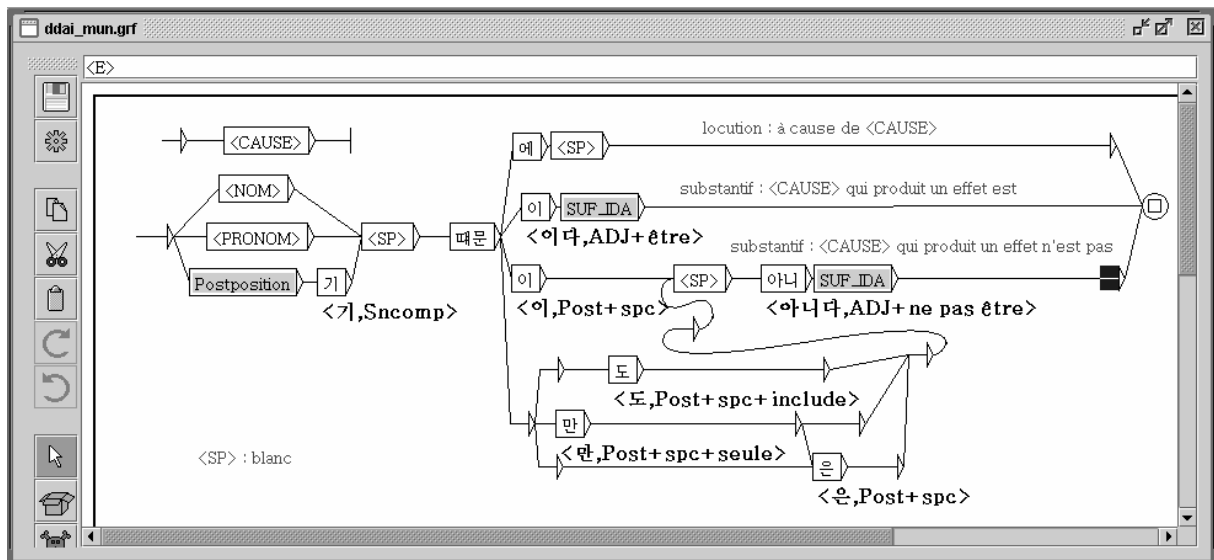 ddai_mun.grf
<E>
locution : à cause de <CAUSE>
<CAUSE>
에 <SP>
<NOM>
substantif : <CAUSE> qui produit un effet est
이 SUF_IDA
<PRONOM> <SP> 때문
<이다,ADJ+être>
substantif : <CAUSE> qui produit un effet n'est pas
Postposition 기
이 <SP> 아니 SUF_IDA
<기,Sncomp>
<이,Post+spc>
<아니다,ADJ+ne pas être>
도
<도,Post+spc+include>
만
<만,Post+spc+seule>
<SP> : blanc
은
<은,Post+spc>